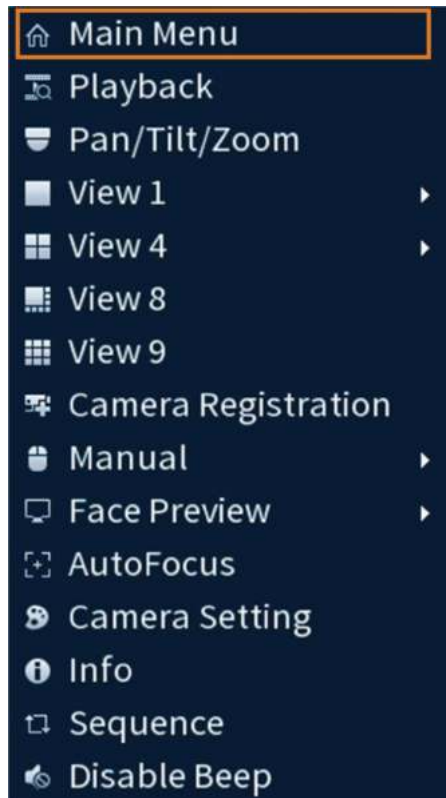 Main Menu
Playback
Pan/Tilt/Zoom
View 1
View 4
View 8
View 9
Camera Registration
Manual
Face Preview
AutoFocus
Camera Setting
Info
Sequence
Disable Beep